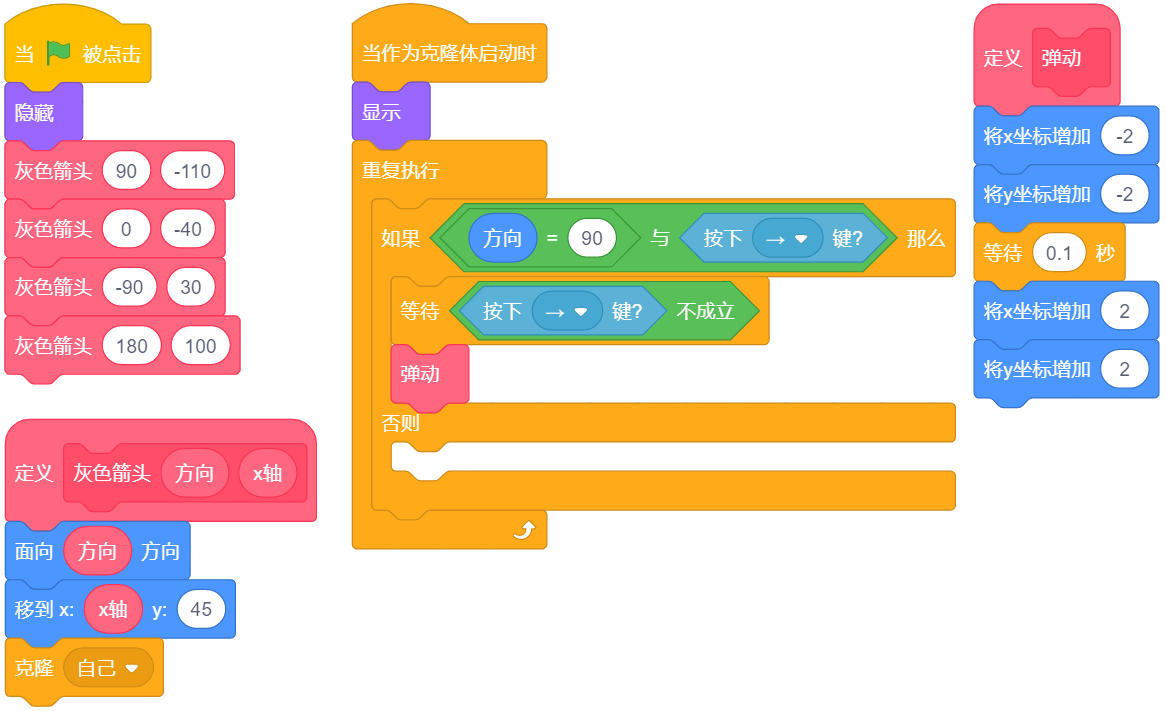 当 被点击
隐藏
灰色箭头 90 -110
灰色箭头 0 -40
灰色箭头 -90 30
灰色箭头 180 100
定义 灰色箭头 方向 x轴
面向 方向 方向
移到 x: x轴 y: 45
克隆 自己
当作为克隆体启动时
显示
重复执行
如果 方向 = 90 与 按下 → 键? 那么
等待 按下 → 键? 不成立
弹动
否则
定义 弹动
将x坐标增加 -2
将y坐标增加 -2
等待 0.1 秒
将x坐标增加 2
将y坐标增加 2